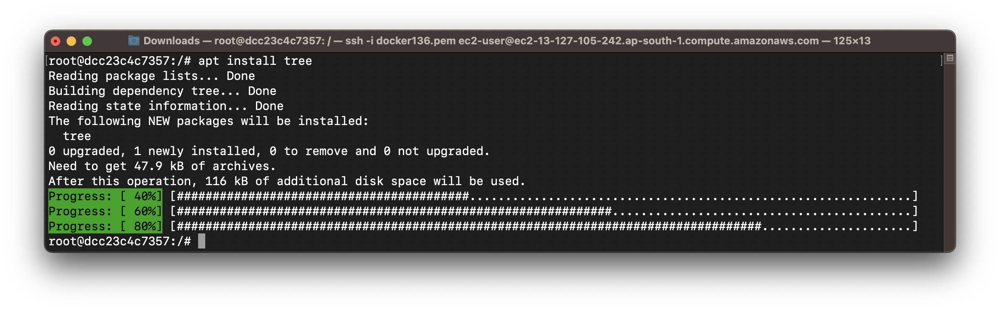 Downloads — root@dcc23c4c7357: / — ssh -i docker136.pem ec2-user@ec2-13-127-105-242.ap-south-1.compute.amazonaws.com — 125×13
[root@dcc23c4c7357:/# apt install tree ]
Reading package lists... Done
Building dependency tree... Done
Reading state information... Done
The following NEW packages will be installed:
  tree
0 upgraded, 1 newly installed, 0 to remove and 0 not upgraded.
Need to get 47.9 kB of archives.
After this operation, 116 kB of additional disk space will be used.
Progress: [ 40%] [#########################################..............................................................]
Progress: [ 60%] [#############################################################..........................................]
Progress: [ 80%] [##################################################################################.....................]
root@dcc23c4c7357:/#